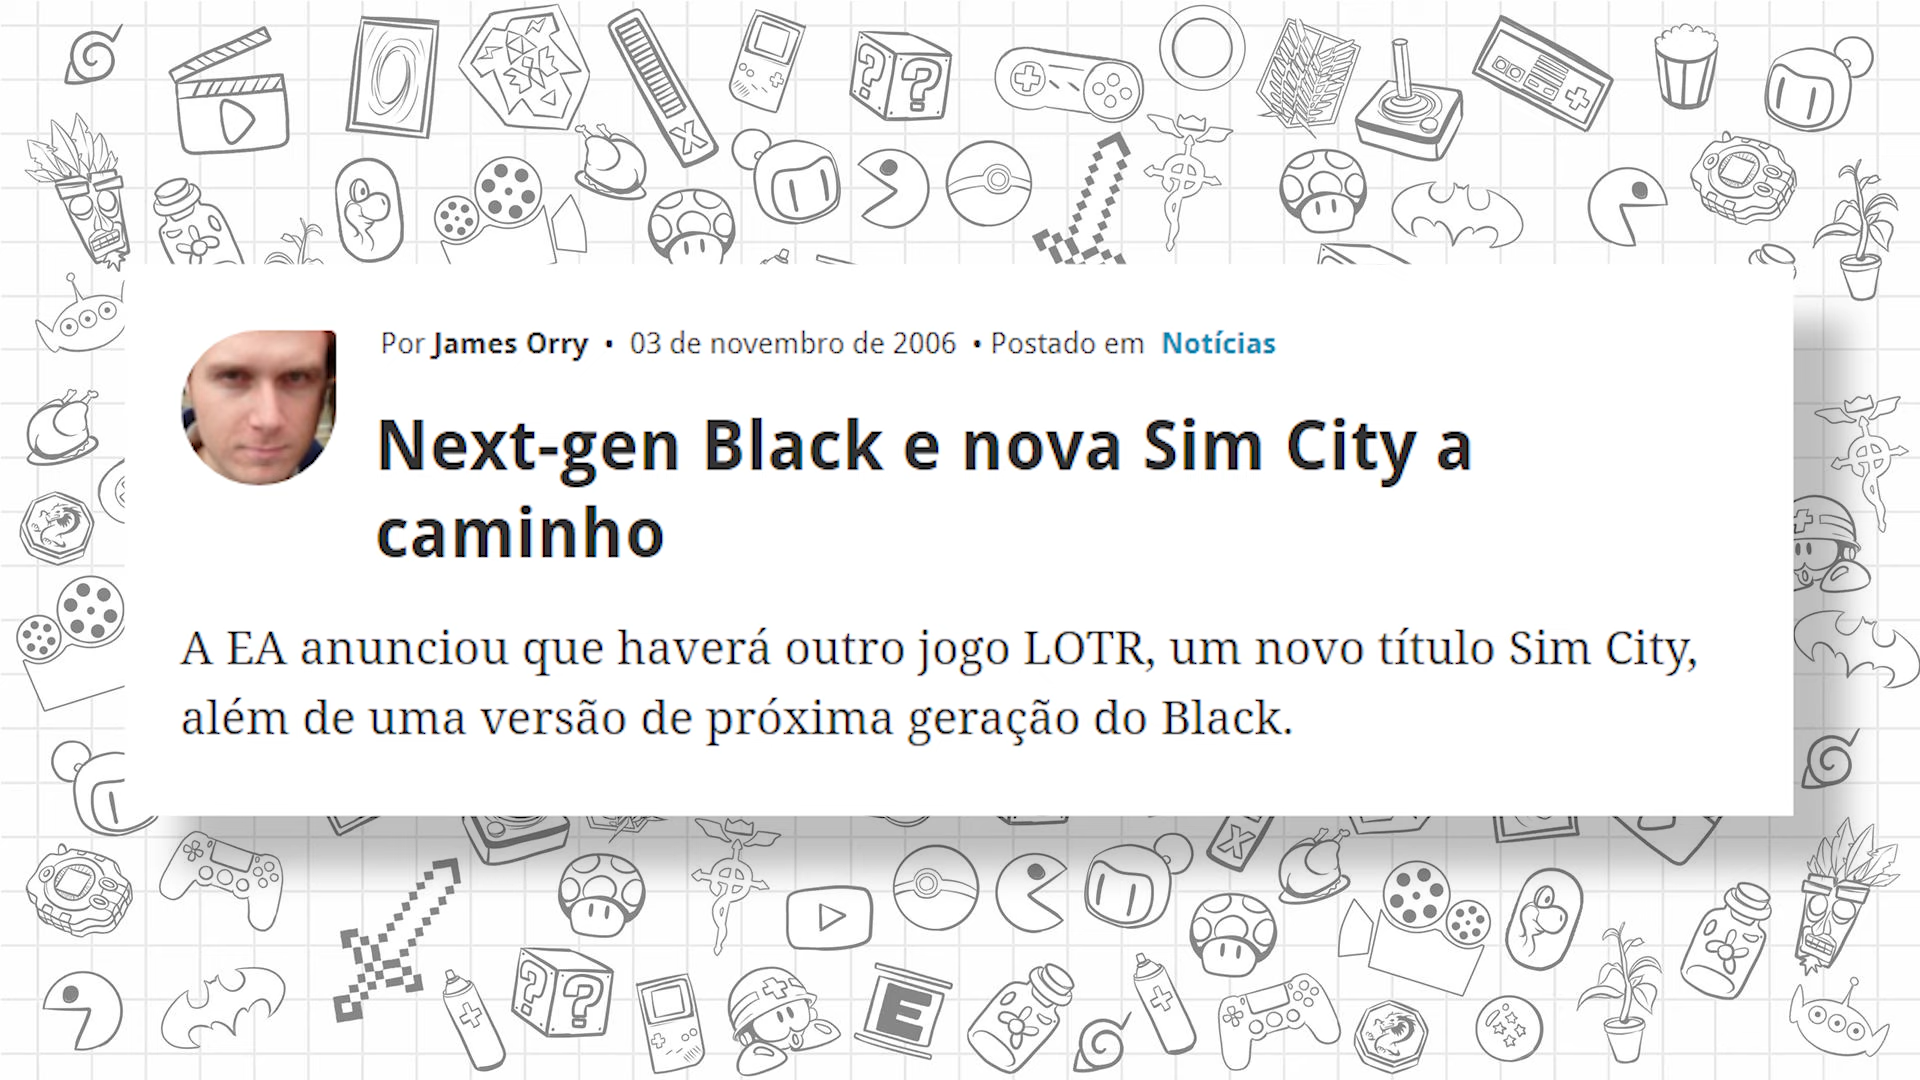 Por James Orry • 03 de novembro de 2006 • Postado em Notícias
Next-gen Black e nova Sim City a
caminho
A EA anunciou que haverá outro jogo LOTR, um novo título Sim City,
além de uma versão de próxima geração do Black.
? ?
X
X
? ?
E